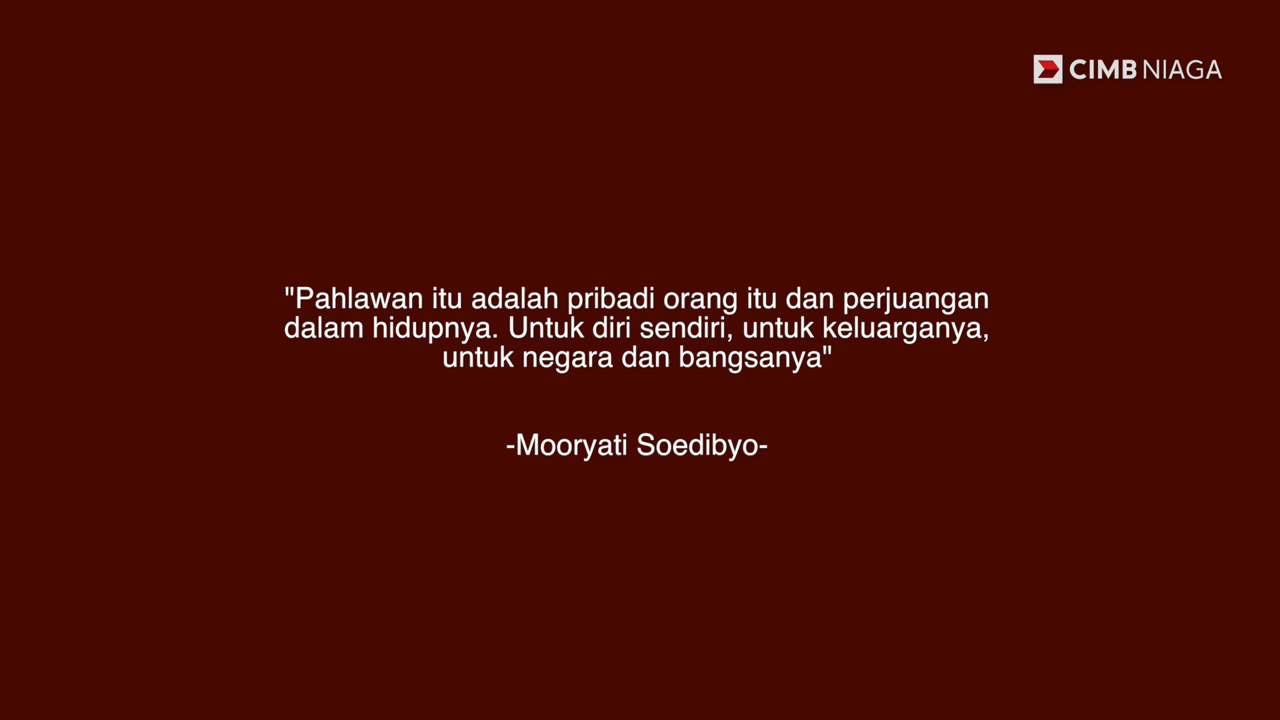 CIMB NIAGA
"Pahlawan itu adalah pribadi orang itu dan perjuangan
dalam hidupnya. Untuk diri sendiri, untuk keluarganya,
untuk negara dan bangsanya"
-Mooryati Soedibyo-